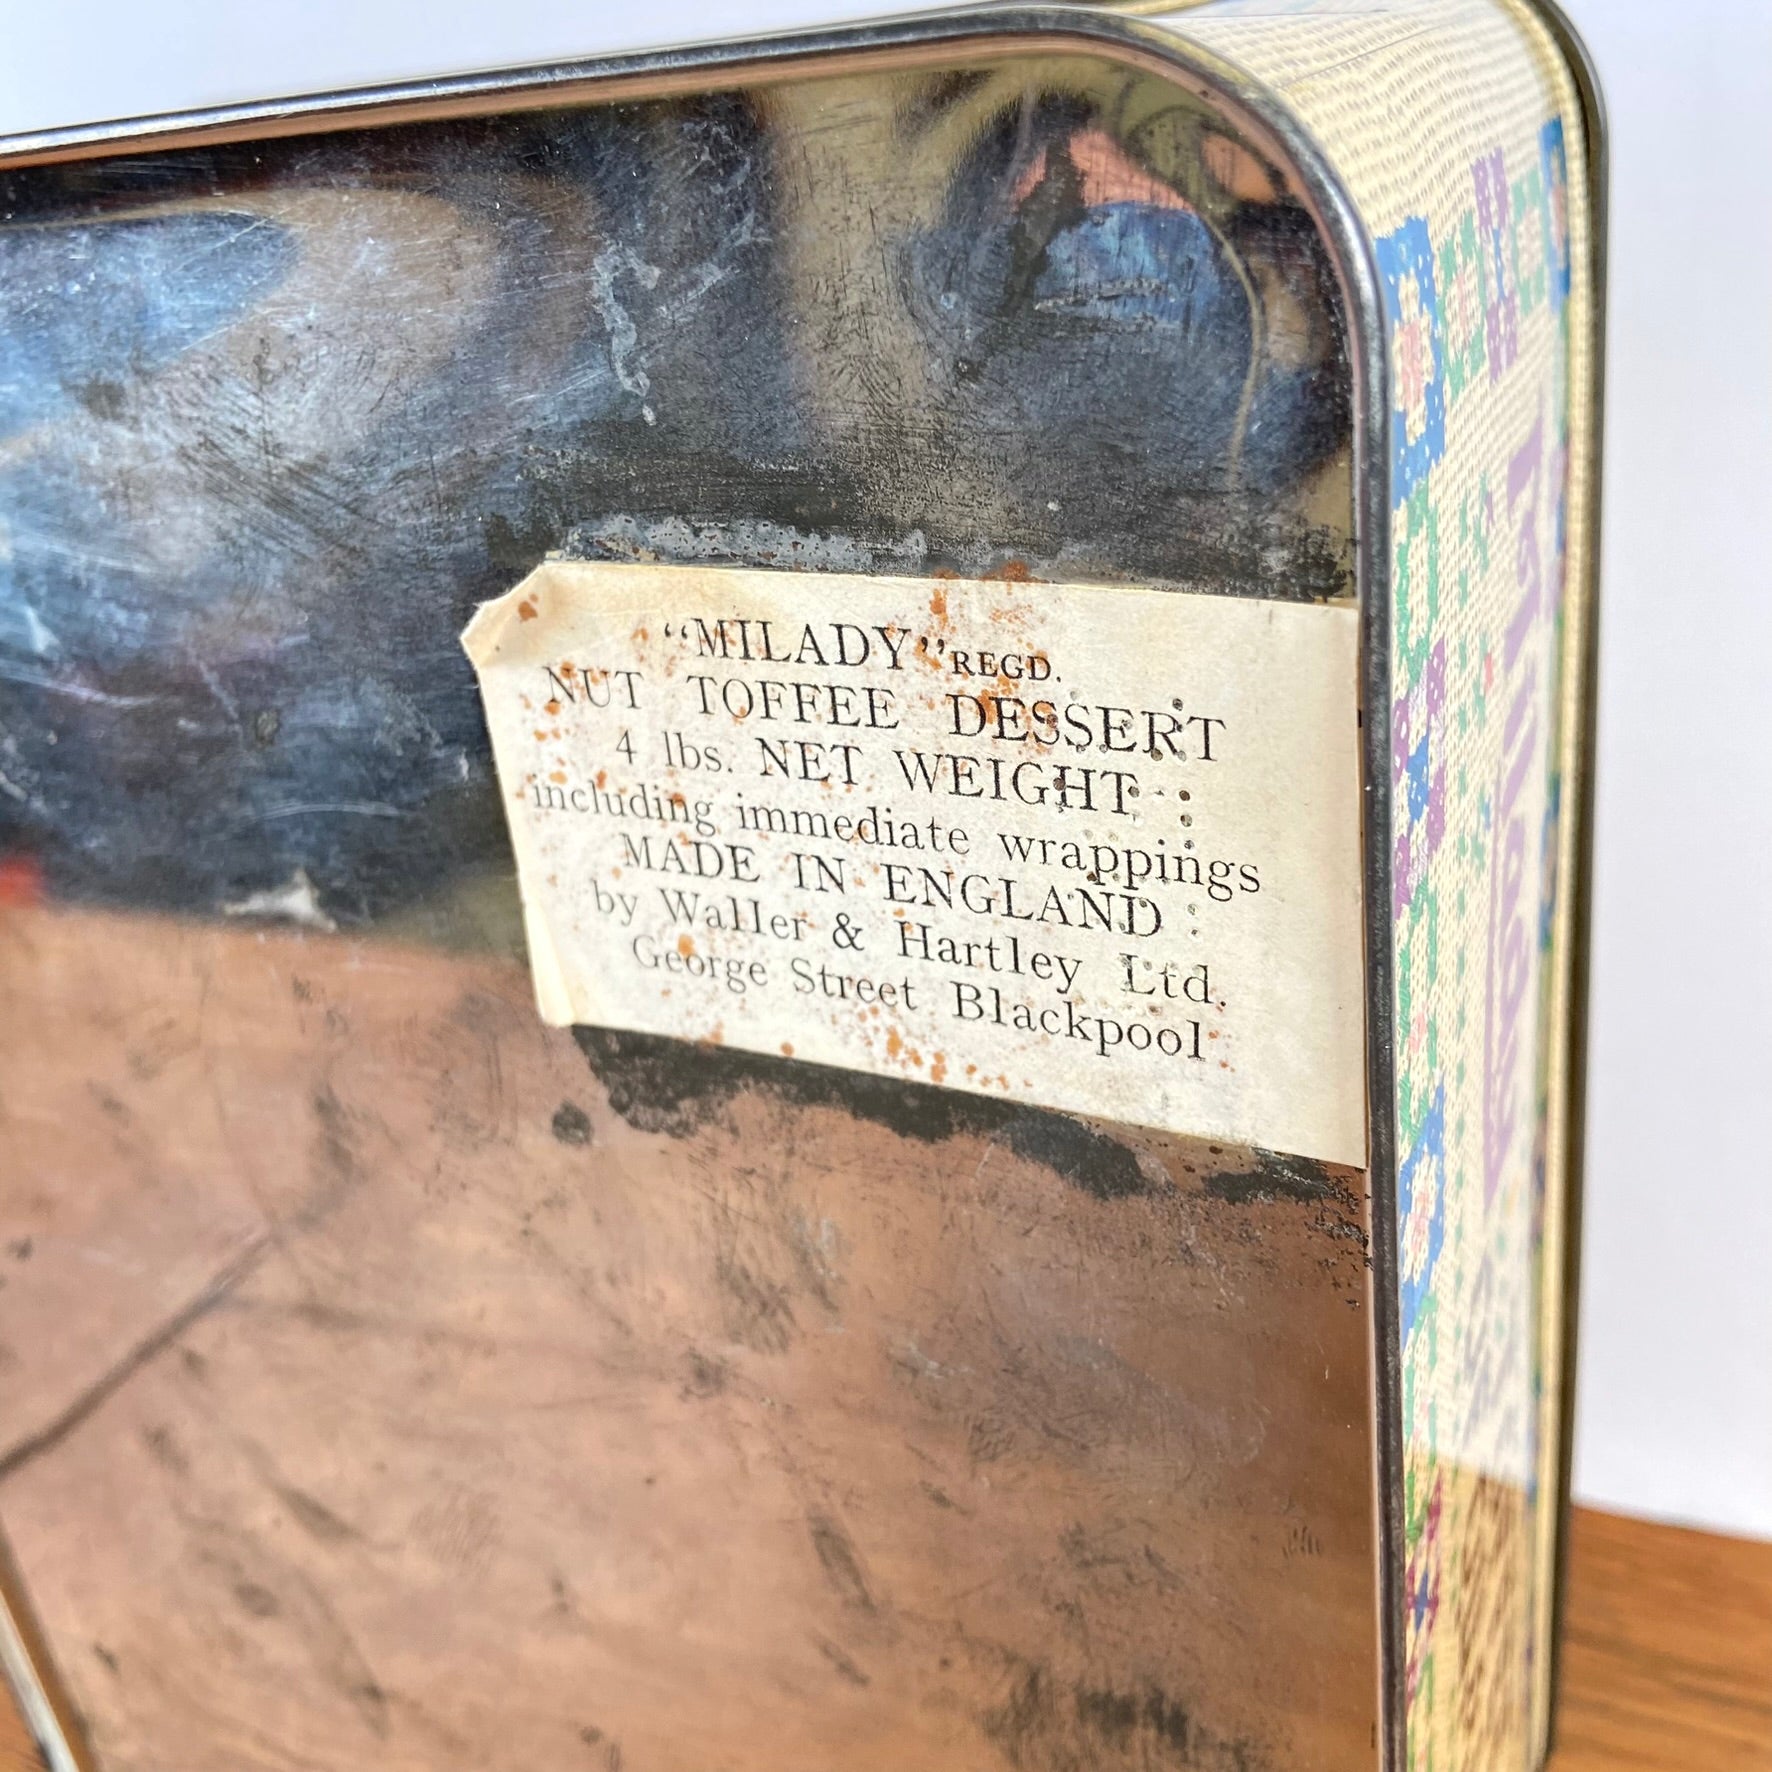 “MILADY” REGD.
NUT TOFFEE DESSERT
4 lbs. NET WEIGHT
including immediate wrappings
MADE IN ENGLAND
by Waller & Hartley Ltd.
George Street Blackpool